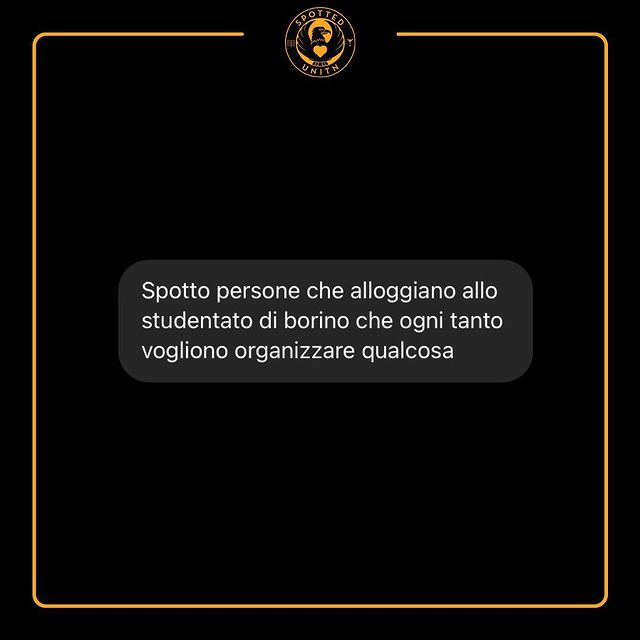 SPOTTED
UNITN
Spotto persone che alloggiano allo
studentato di borino che ogni tanto
vogliono organizzare qualcosa